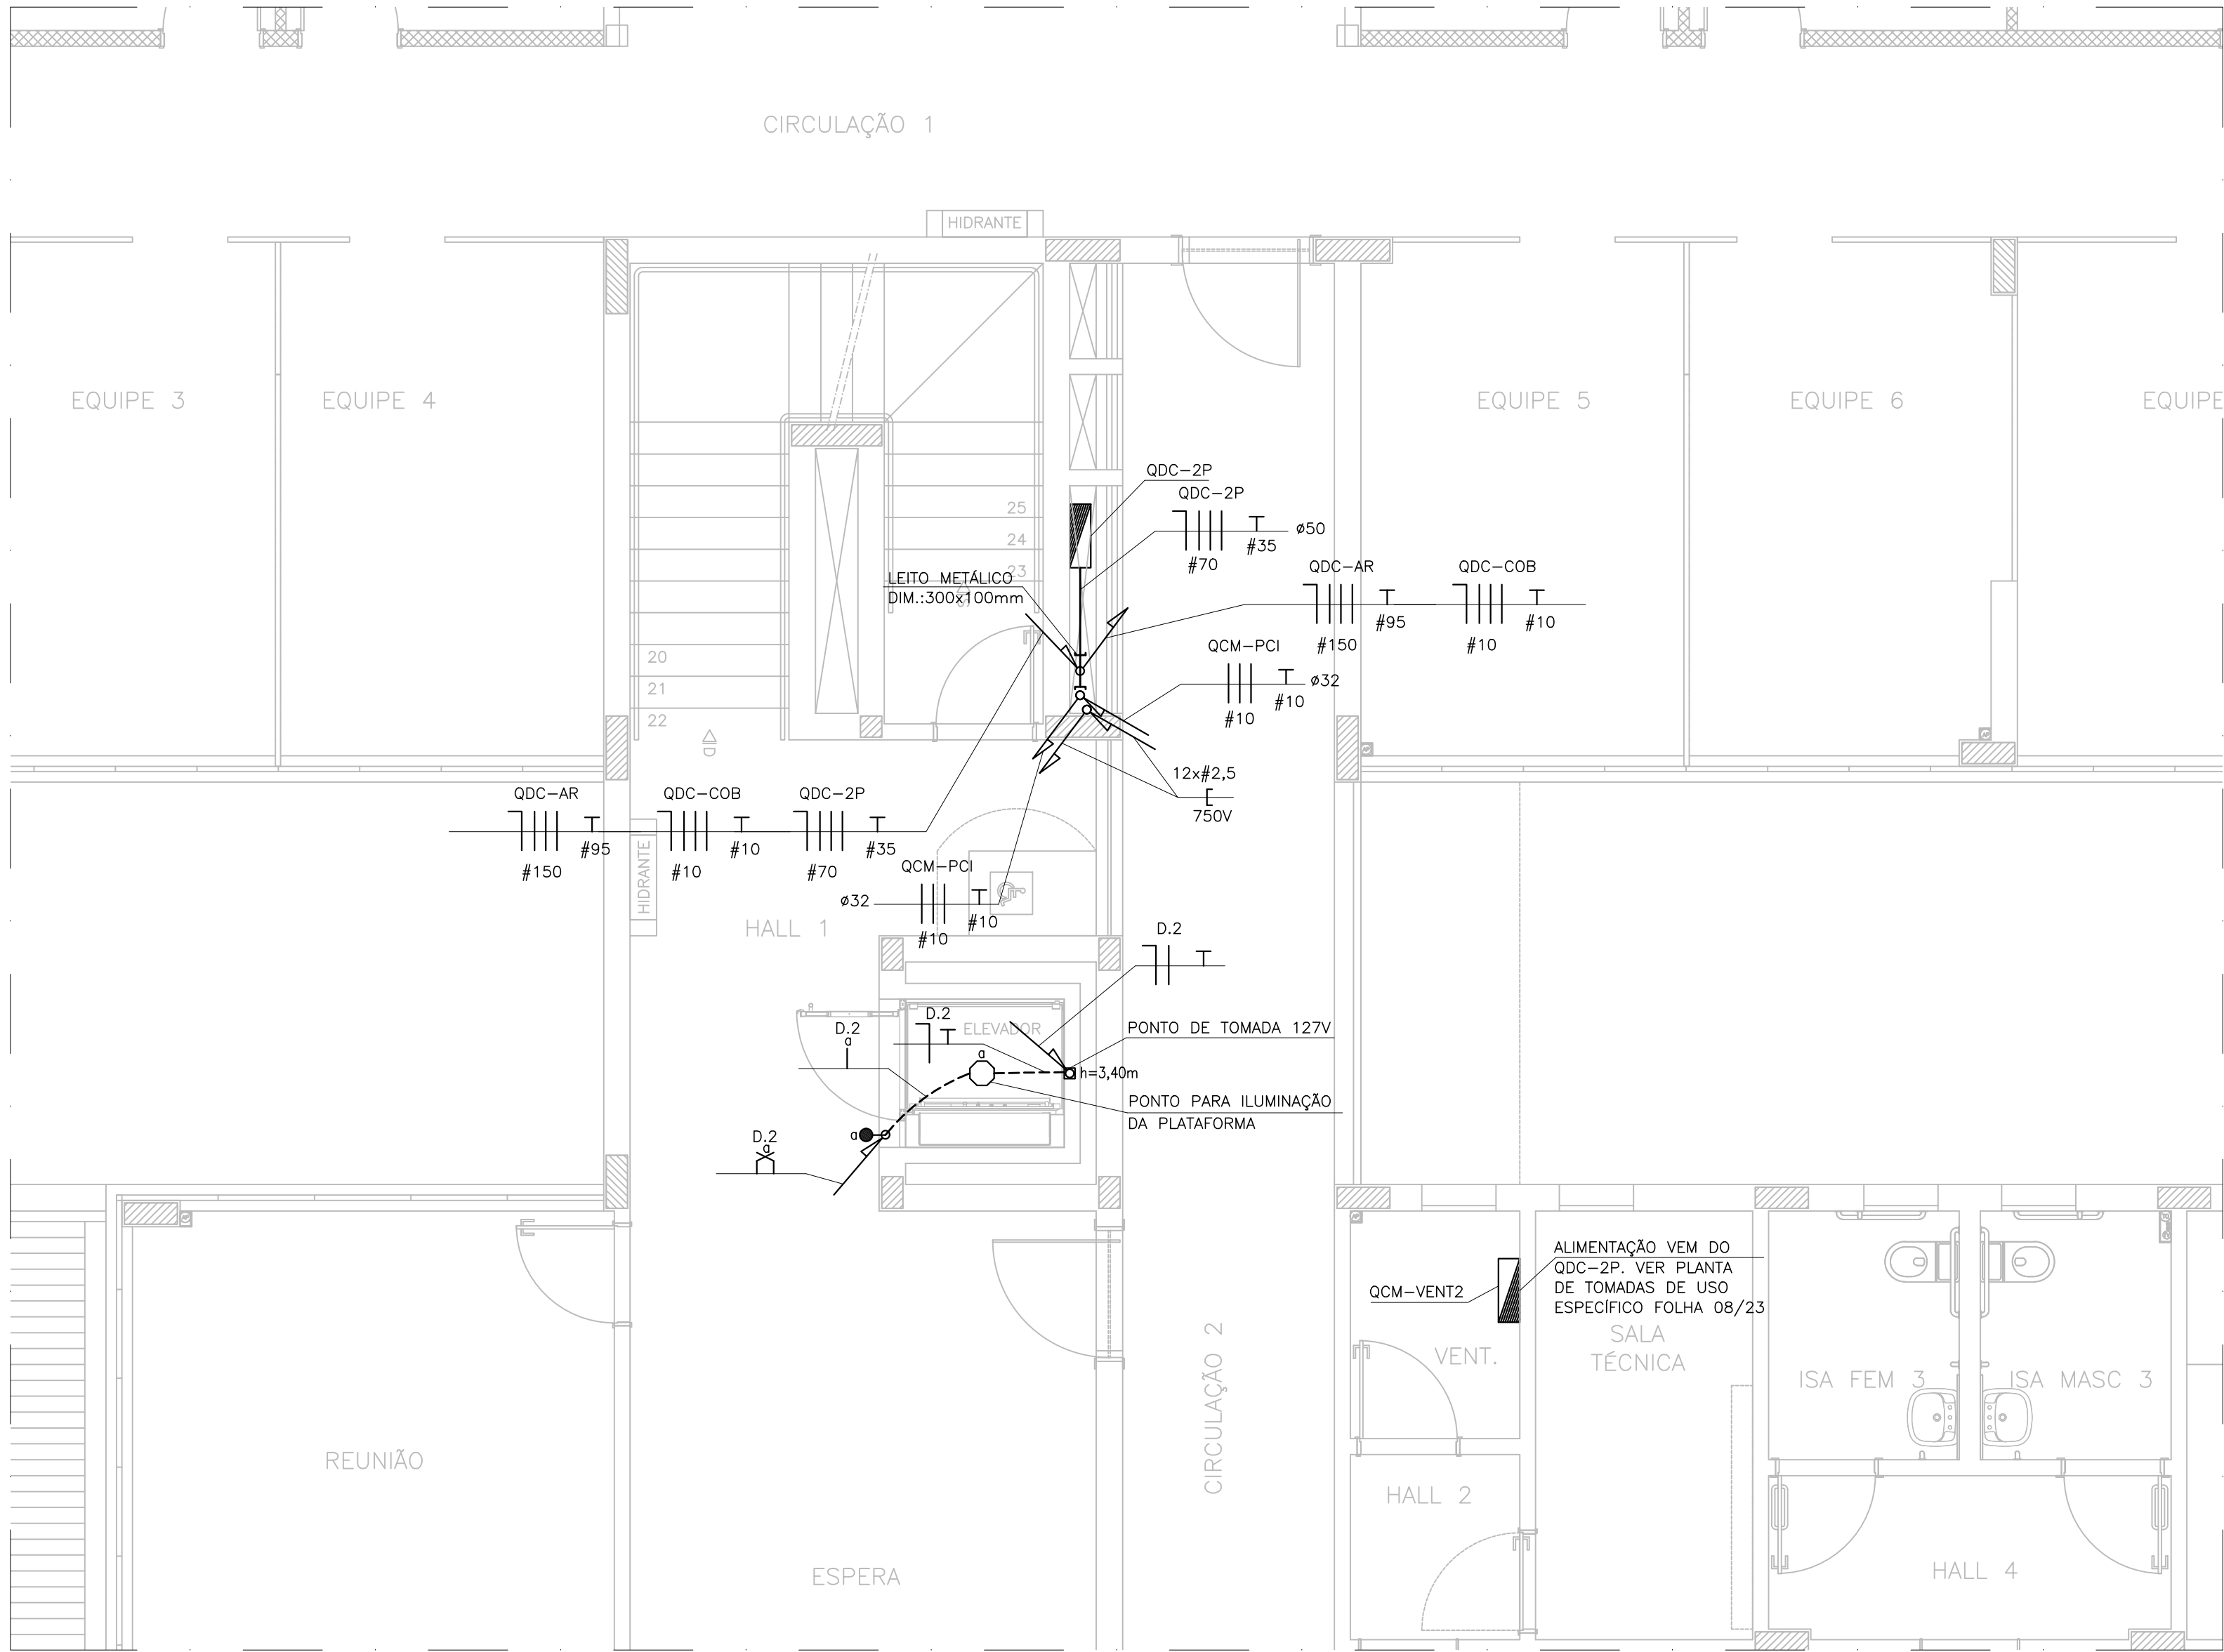 CIRCULAÇÃO 1
HIDRANTE
EQUIPE 3
EQUIPE 4
EQUIPE 5
EQUIPE 6
EQUIPE
QDC-2P
QDC-2P
ø50
#35
#70
25
24
23
LEITO METÁLICO
DIM.:300x100mm
QDC-AR
#95
#150
QDC-COB
#10
#10
QCM-PCI
ø32
#10
#10
20
21
22
D
12x#2,5
750V
QDC-AR
#95
#150
QDC-COB
#10
#10
QDC-2P
#35
#70
QCM-PCI
ø32
#10
#10
HIDRANTE
HALL 1
D.2
D.2
D.2
a
ELEVADOR
PONTO DE TOMADA 127V
a
h=3,40m
PONTO PARA ILUMINAÇÃO
DA PLATAFORMA
a
D.2
a
ALIMENTAÇÃO VEM DO
QDC-2P. VER PLANTA
DE TOMADAS DE USO
ESPECÍFICO FOLHA 08/23
QCM-VENT2
SALA
TÉCNICA
VENT.
ISA FEM 3
ISA MASC 3
CIRCULAÇÃO 2
REUNIÃO
HALL 2
ESPERA
HALL 4